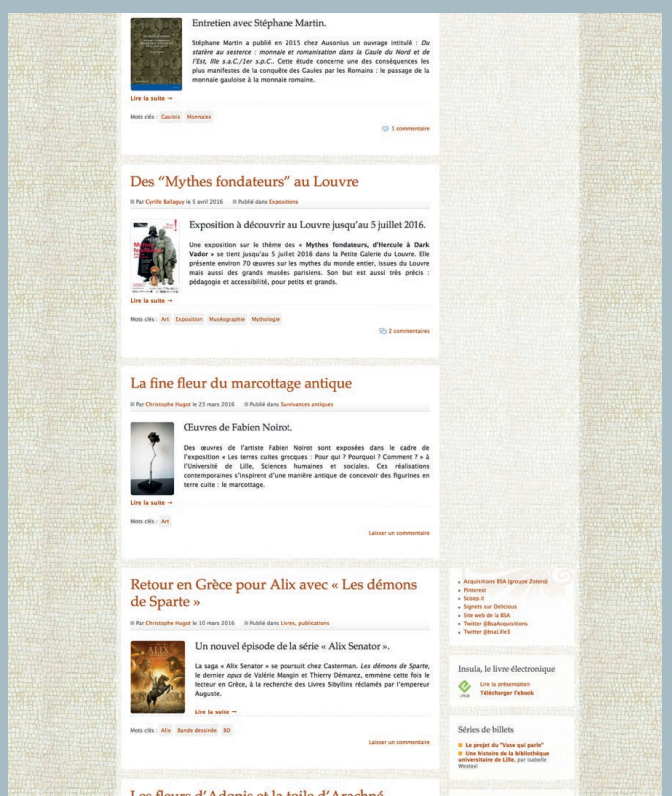 Entretien avec Stéphane Martin.
Stéphane Martin a publié en 2015 chez Ausonius un ouvrage intitulé : Du
statère au sesterce : monnaie et romanisation dans la Gaule du Nord et de
l'Est, IIIe s.a.C./1er s.p.C.. Cette étude concerne une des conséquences les
plus manifestes de la conquête des Gaules par les Romains : le passage de la
monnaie gauloise à la monnaie romaine.
Lire la suite →
Mots clés : Gaulois Monnaies
1 commentaire
Des “Mythes fondateurs” au Louvre
Par Cyrille Ballaguy le 5 avril 2016 Publié dans Expositions
Exposition à découvrir au Louvre jusqu'au 5 juillet 2016.
Une exposition sur le thème des « Mythes fondateurs, d'Hercule à Dark
Vador » se tient jusqu'au 5 juillet 2016 dans la Petite Galerie du Louvre. Elle
présente environ 70 œuvres sur les mythes du monde entier, issues du Louvre
mais aussi des grands musées parisiens. Son but est aussi très précis :
pédagogie et accessibilité, pour petits et grands.
Lire la suite →
Mots clés : Art Exposition Muséographie Mythologie
2 commentaires
La fine fleur du marcottage antique
Par Christophe Hugot le 23 mars 2016 Publié dans Survivances antiques
Œuvres de Fabien Noirot.
Des œuvres de l'artiste Fabien Noirot sont exposées dans le cadre de
l'exposition « Les terres cuites grecques : Pour qui ? Pourquoi ? Comment ? » à
l'Université de Lille, Sciences humaines et sociales. Ces réalisations
contemporaines s'inspirent d'une manière antique de concevoir des figurines en
terre cuite : le marcottage.
Lire la suite →
Mots clés : Art
Laisser un commentaire
Retour en Grèce pour Alix avec « Les démons
de Sparte »
Par Christophe Hugot le 10 mars 2016 Publié dans Livres, publications
ALIX
Un nouvel épisode de la série « Alix Senator ».
La saga « Alix Senator » se poursuit chez Casterman. Les démons de Sparte,
le dernier opus de Valérie Mangin et Thierry Démarez, emmène cette fois le
lecteur en Grèce, à la recherche des Livres Sibyllins réclamés par l'empereur
Auguste.
Lire la suite →
Mots clés : Alix Bande dessinée BD
Laisser un commentaire
Les fleurs d'Adonis et la toile d'Arachné
Acquisitions BSA (groupe Zotero)
Pinterest
Scoop.it
Signets sur Delicious
Site web de la BSA
Twitter @BsaAcquisitions
Twitter @bsaLille3
Insula, le livre électronique
Lire la présentation
Télécharger l'ebook
Séries de billets
Le projet du "Vase qui parle"
Une histoire de la bibliothèque
universitaire de Lille, par Isabelle
Westeel